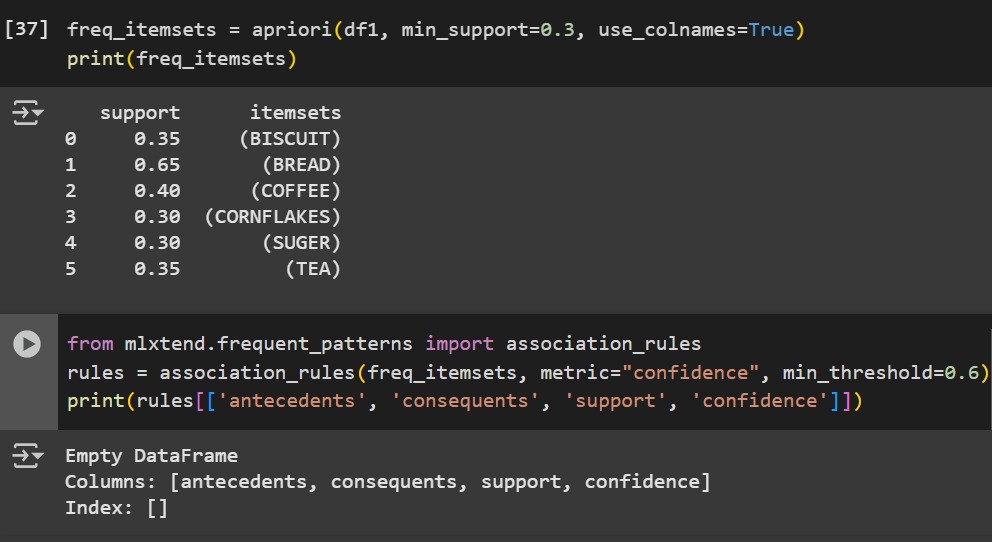 [37] freq_itemsets = apriori(df1, min_support=0.3, use_colnames=True)
print(freq_itemsets)
support itemsets
0 0.35 (BISCUIT)
1 0.65 (BREAD)
2 0.40 (COFFEE)
3 0.30 (CORNFLAKES)
4 0.30 (SUGER)
5 0.35 (TEA)
from mlxtend.frequent_patterns import association_rules
rules = association_rules(freq_itemsets, metric="confidence", min_threshold=0.6)
print(rules[['antecedents', 'consequents', 'support', 'confidence']])
Empty DataFrame
Columns: [antecedents, consequents, support, confidence]
Index: []